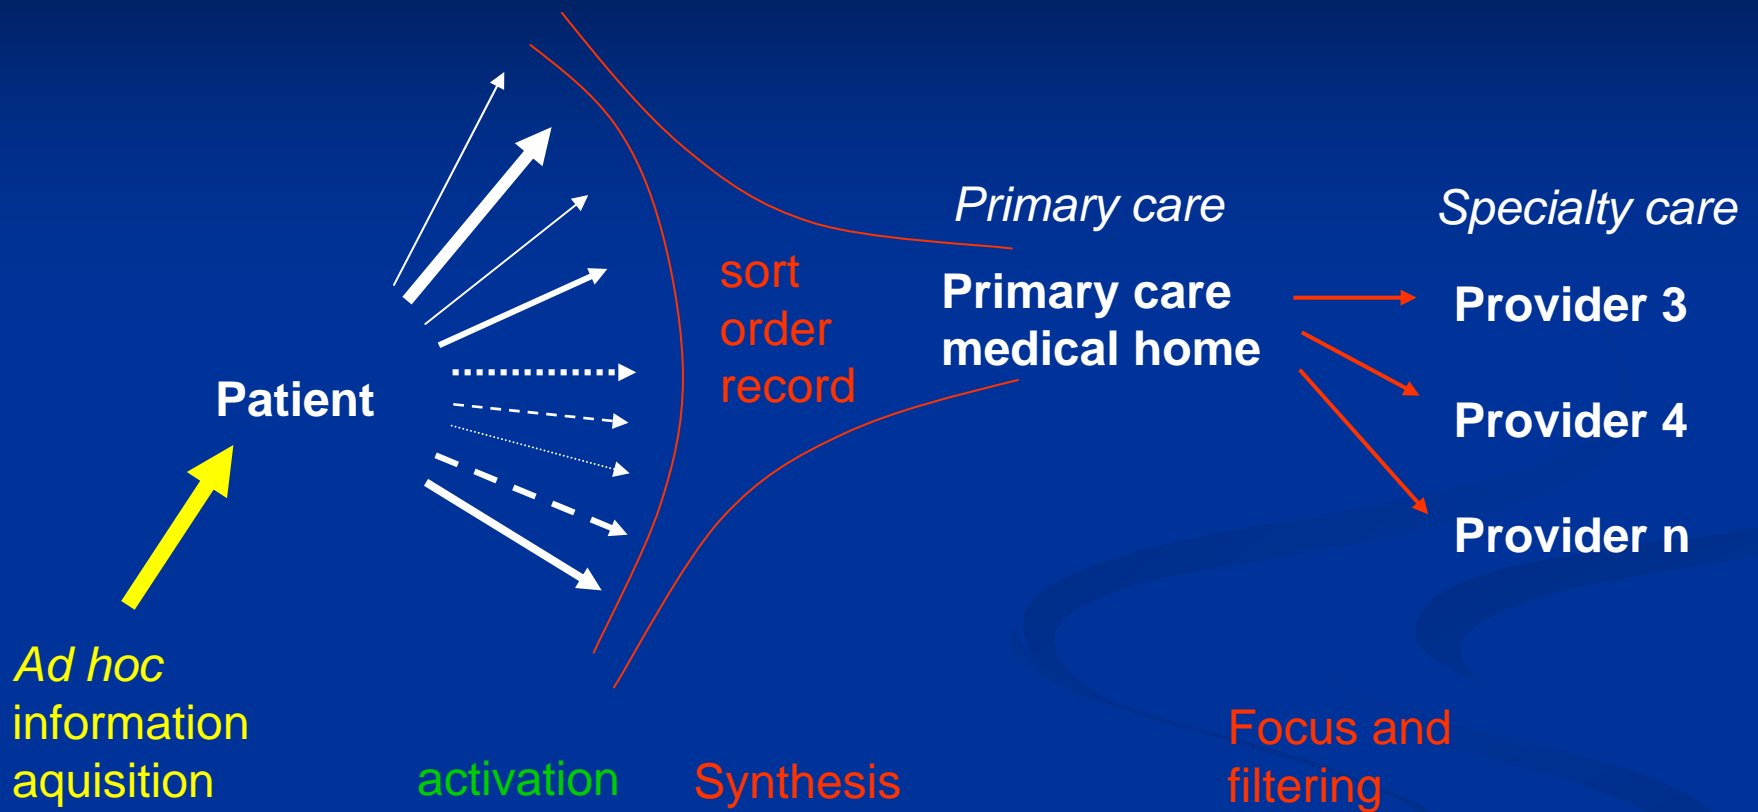 Primary care
Specialty care
sort
order
record
Primary care
medical home
Provider 3
Provider 4
Provider n
Patient
Ad hoc
information
aquisition
activation
Synthesis
Focus and
filtering